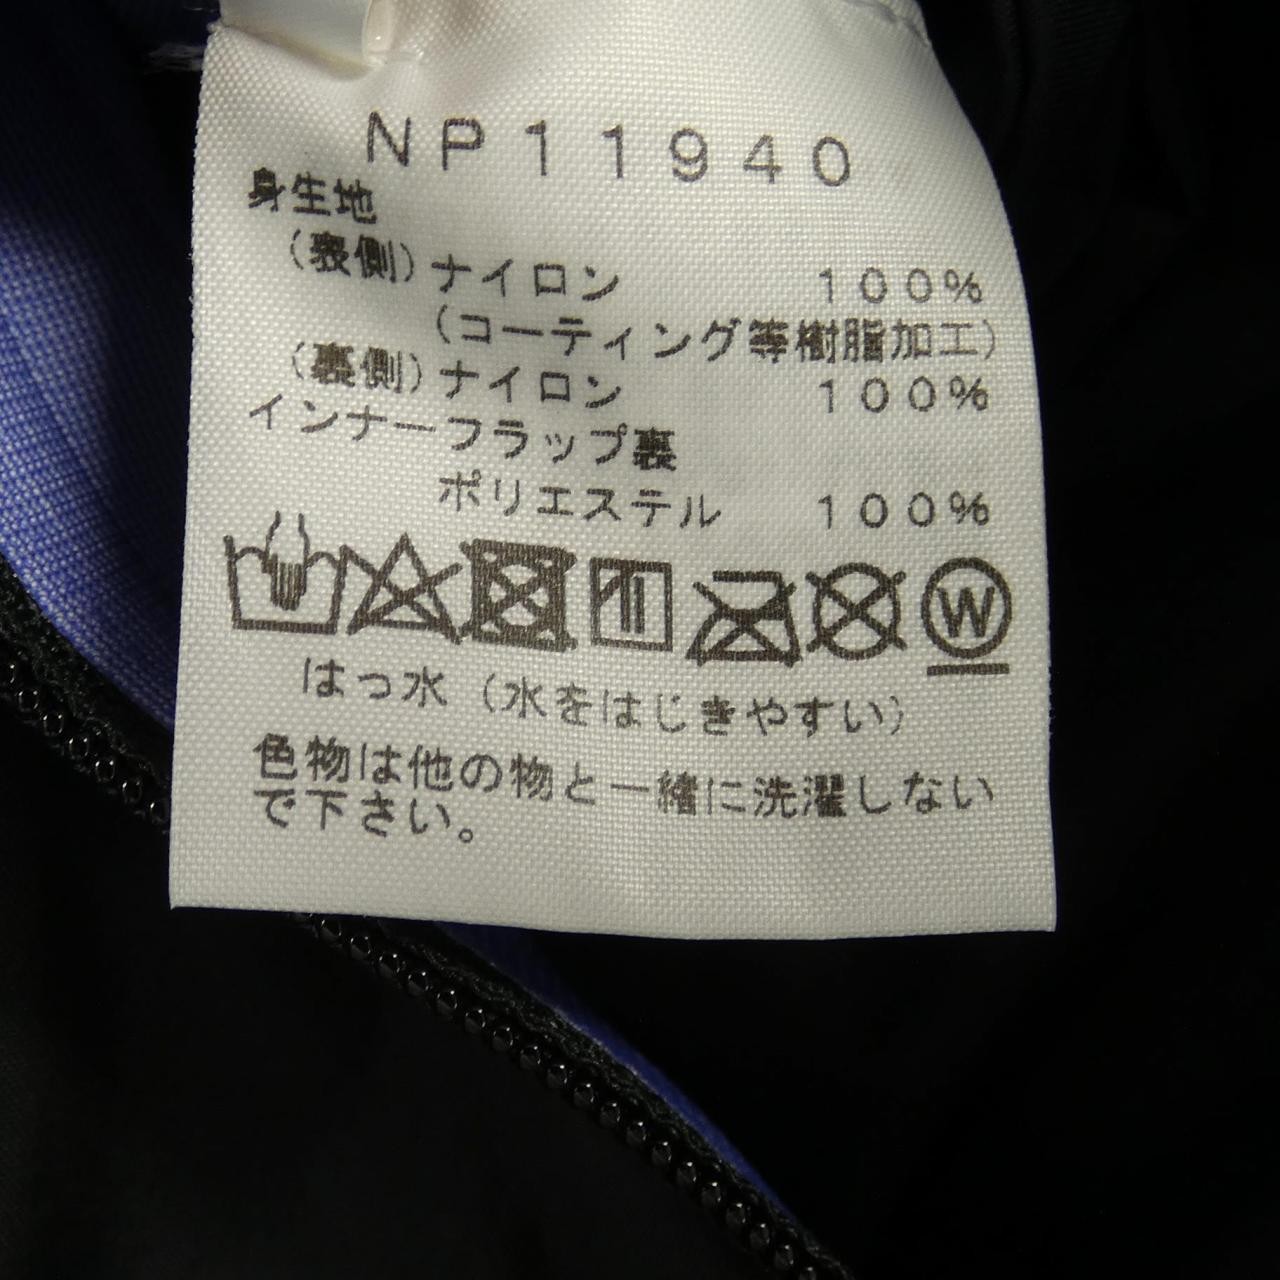 NP11940
身生地
(表側)ナイロン 100%
(コーティング等樹脂加工)
(裏側)ナイロン 100%
インナーフラップ裏
ポリエステル 100%
W
はっ水(水をはじきやすい)
色物は他の物と一緒に洗濯しない
で下さい。